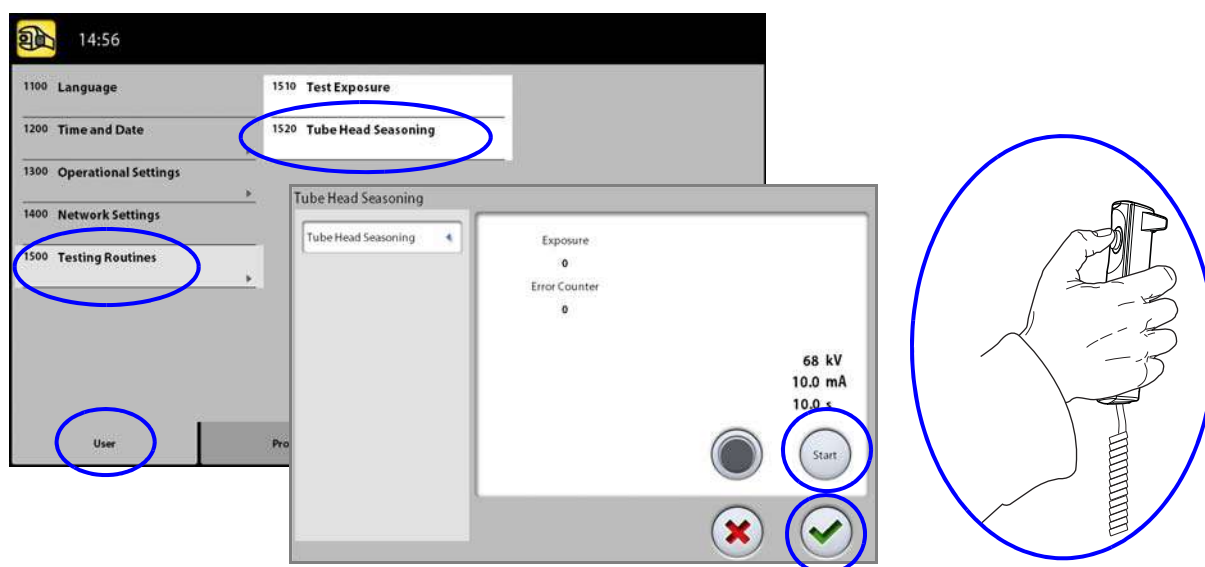 14:56
1100 Language
1200 Time and Date
1300 Operational Settings
1400 Network Settings
1500 Testing Routines
1510 Test Exposure
1520 Tube Head Seasoning
User
Pro
Tube Head Seasoning
Tube Head Seasoning
Exposure
0
Error Counter
0
68 kV
10.0 mA
10.0 s
Start